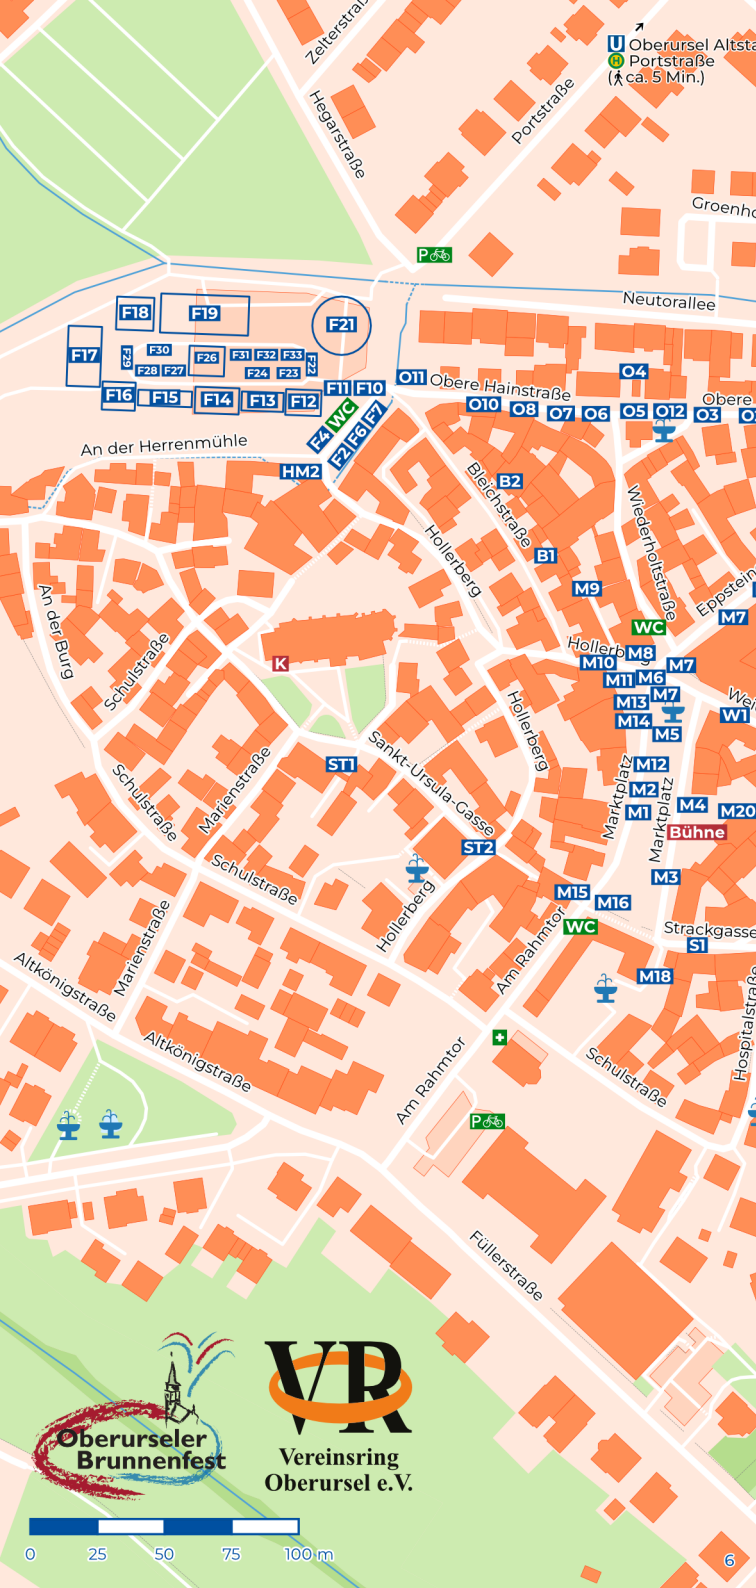 Zelterstraß
U Oberursel Altsta
H Portstraße
(ca. 5 Min.)
Hegarstraße
Portstraße
Groenho
P
Neutorallee
F18
F19
F21
F17
F29
F30
F26
F31
F32
F33
F22
F28
F27
F24
F23
O11
Obere Hainstraße
O4
Obere
F16
F15
F14
F13
F12
F11
F10
O10
O8
O7
O6
O5
O12
O3
F4
WC
F2
F6
F7
An der Herrenmühle
HM2
Bleichstraße
B2
Wiederholtstraße
Hollerberg
B1
M9
Eppstein
M7
An der Burg
Schulstraße
WC
K
Hollerberg
M8
M10
M7
M11
M6
M7
M13
M14
M5
W1
Wei
Hollerberg
Sankt-Ursula-Gasse
ST1
Marienstraße
Schulstraße
Marktplatz
M12
M2
M1
Marktplatz
M4
M20
Bühne
ST2
Schulstraße
M3
M15
M16
Hollerberg
WC
Strackgasse
S1
Marienstraße
Am Rahmtor
M18
Altkönigstraße
Hospitalstraße
Altkönigstraße
Am Rahmtor
Schulstraße
P
Füllerstraße
Oberurseler
Brunnenfest
VR
Vereinsring
Oberursel e.V.
0 25 50 75 100 m
6